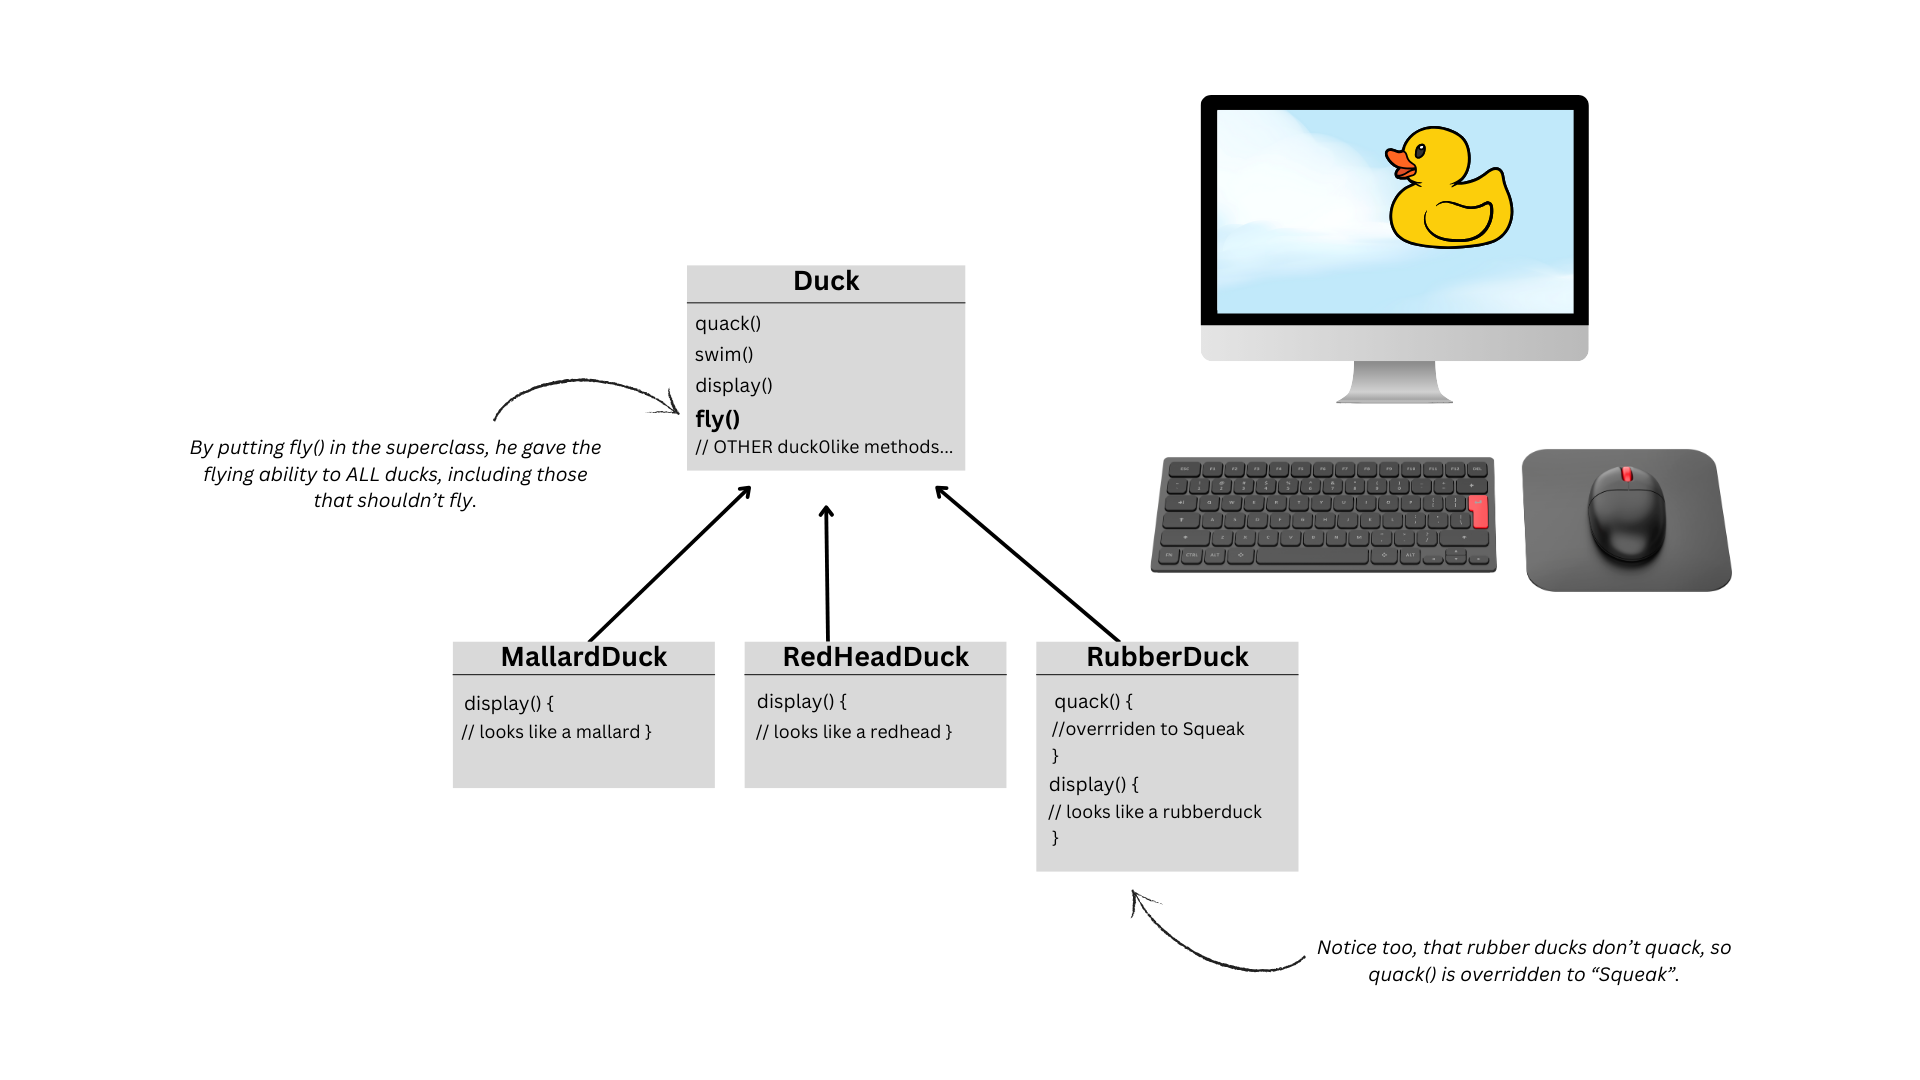 Duck
quack()
swim()
display()
fly()
// OTHER duck0like methods...
By putting fly() in the superclass, he gave the
flying ability to ALL ducks, including those
that shouldn't fly.
MallardDuck
display() {
// looks like a mallard }
RedHeadDuck
display() {
// looks like a redhead }
RubberDuck
quack() {
//overrriden to Squeak
}
display() {
// looks like a rubberduck
}
Notice too, that rubber ducks don't quack, so
quack() is overridden to “Squeak”.